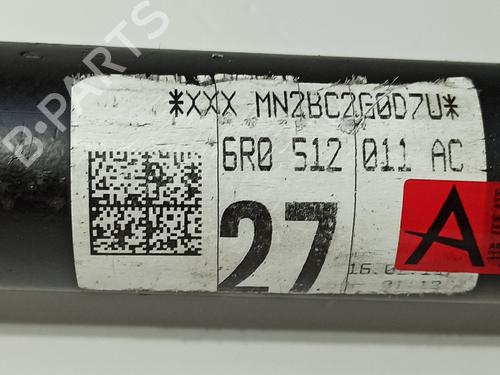 *XXX MN2BC2G0D7U*
6R0 512 011 AC
27
A
B-PARTS